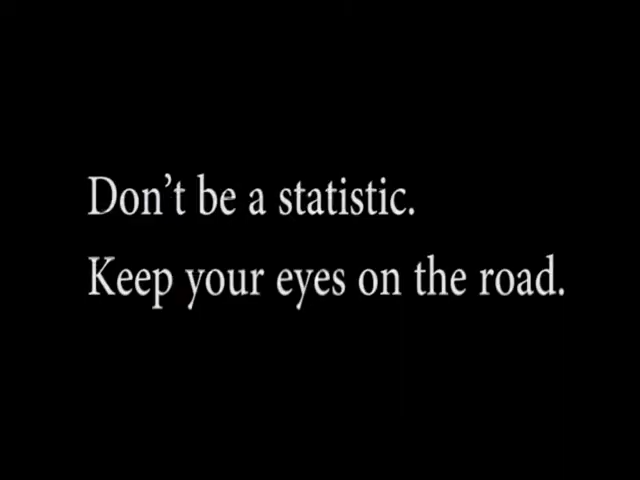 Don’t be a statistic.
Keep your eyes on the road.